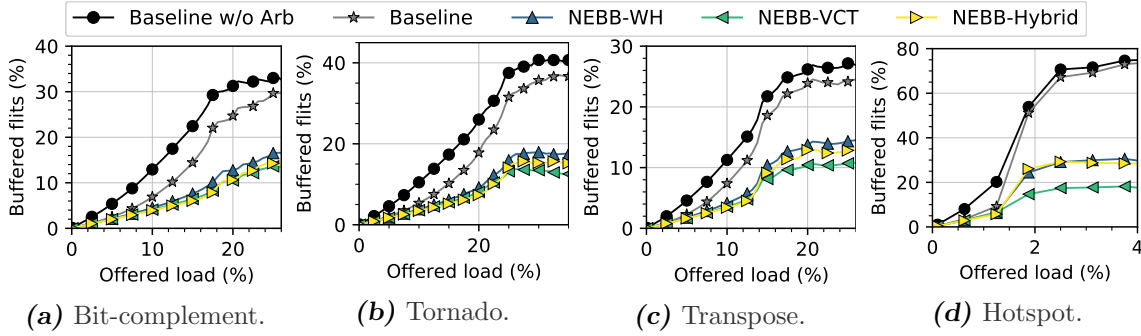 Baseline w/o Arb Baseline NEBB-WH NEBB-VCT NEBB-Hybrid
Buffered flits (%)
40
30
20
10
0
0 10 20
Offered load (%)
(a) Bit-complement.
Buffered flits (%)
40
20
0
0 20
Offered load (%)
(b) Tornado.
Buffered flits (%)
30
20
10
0
0 10 20
Offered load (%)
(c) Transpose.
Buffered flits (%)
80
60
40
20
0
0 2 4
Offered load (%)
(d) Hotspot.